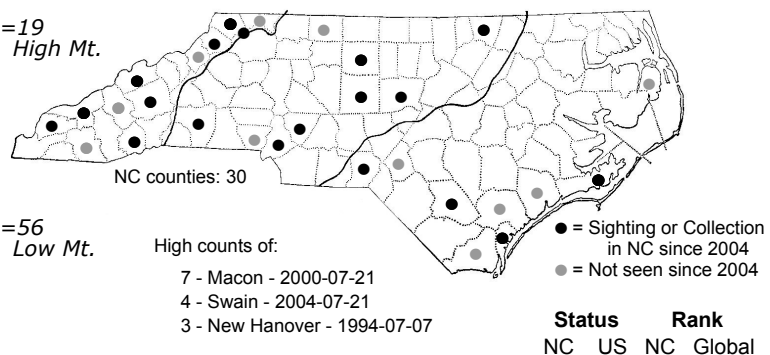 =19
High Mt.
NC counties: 30
=56
Low Mt.
High counts of:
7 - Macon - 2000-07-21
4 - Swain - 2004-07-21
3 - New Hanover - 1994-07-07
= Sighting or Collection
in NC since 2004
= Not seen since 2004
Status Rank
NC US NC Global